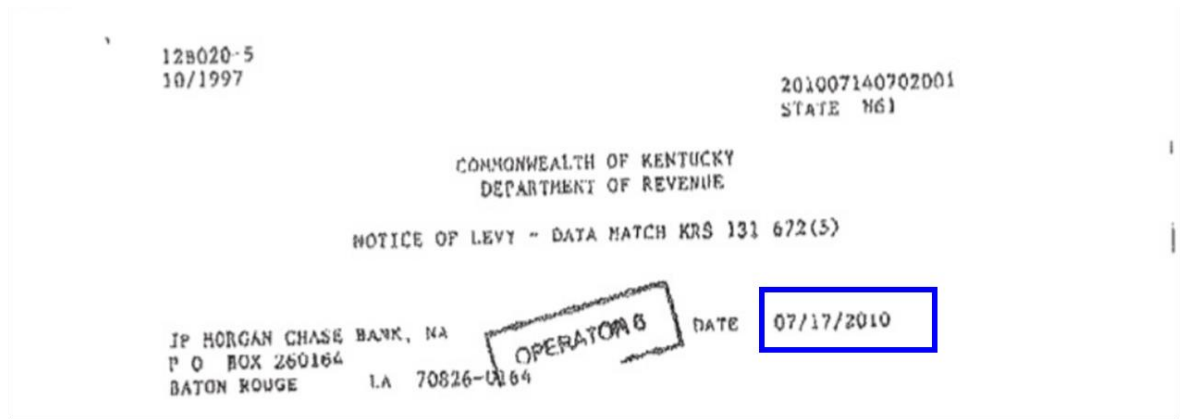 12B020-5
10/1997
201007140702001
STATE H61
COMMONWEALTH OF KENTUCKY
DEPARTMENT OF REVENUE
NOTICE OF LEVY - DATA MATCH KRS 131 672(5)
OPERATOR 6
DATE 07/17/2010
JP MORGAN CHASE BANK, NA
P O BOX 260164
BATON ROUGE LA 70826-0164